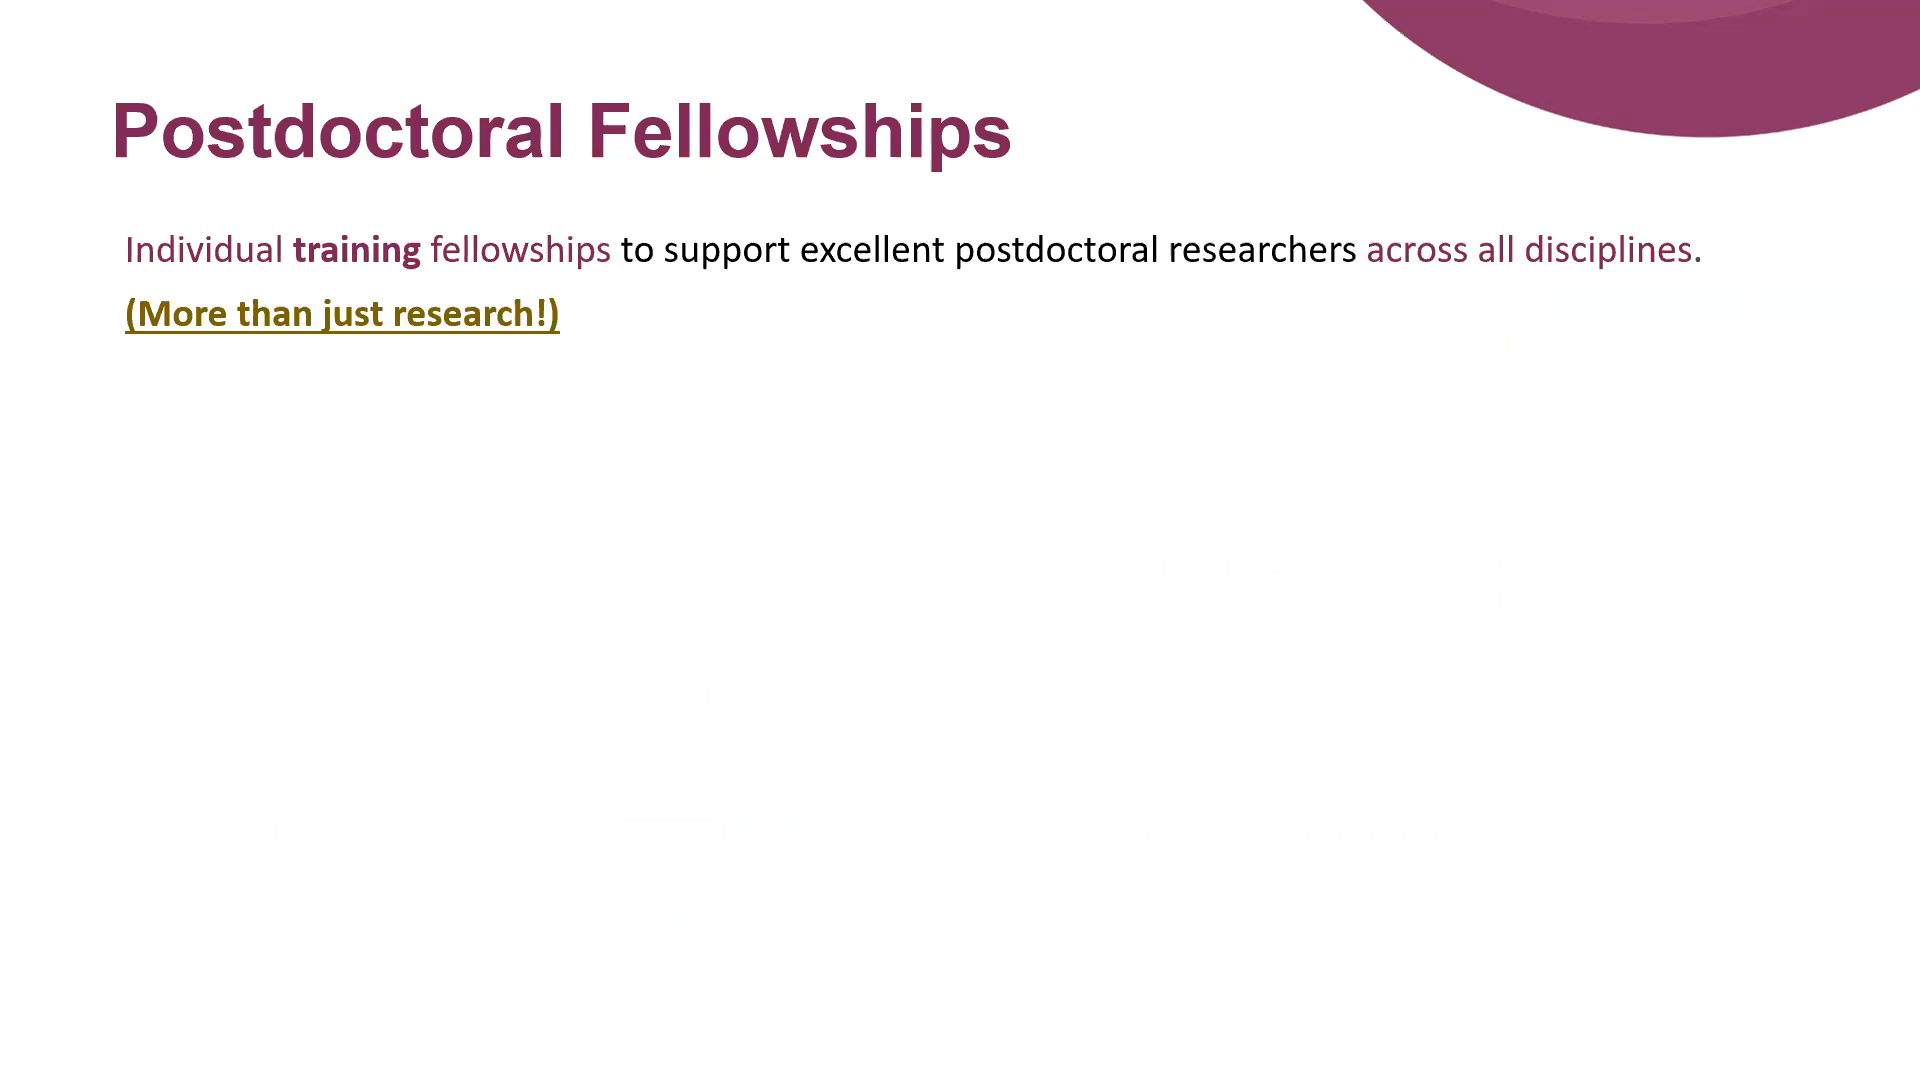 Postdoctoral Fellowships
Individual training fellowships to support excellent postdoctoral researchers across all disciplines.
(More than just research!)